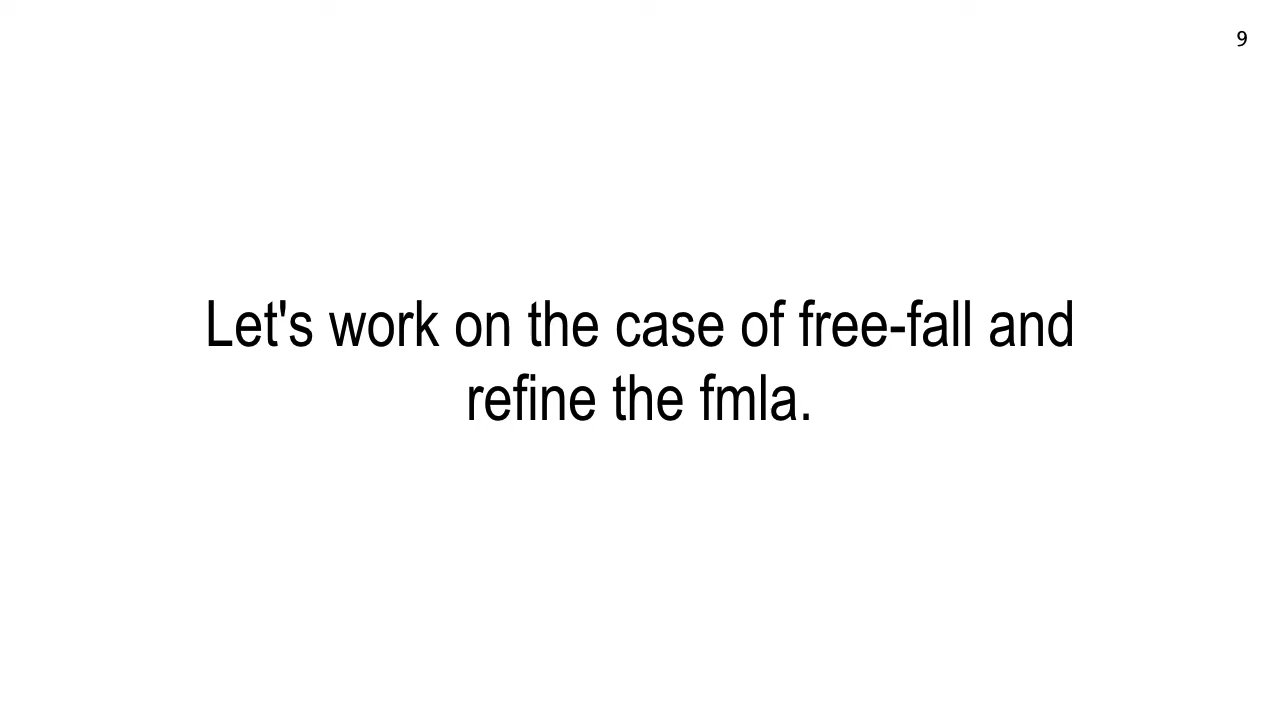 9
Let's work on the case of free-fall and
refine the fmla.